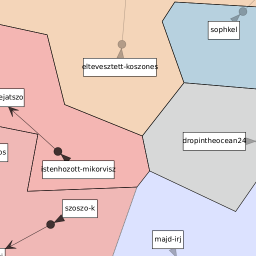 sophkel
eltevesztett-koszones
ejatszo
dropintheocean24
os
istenhozott-mikorvisz
szoszo-k
majd-irj